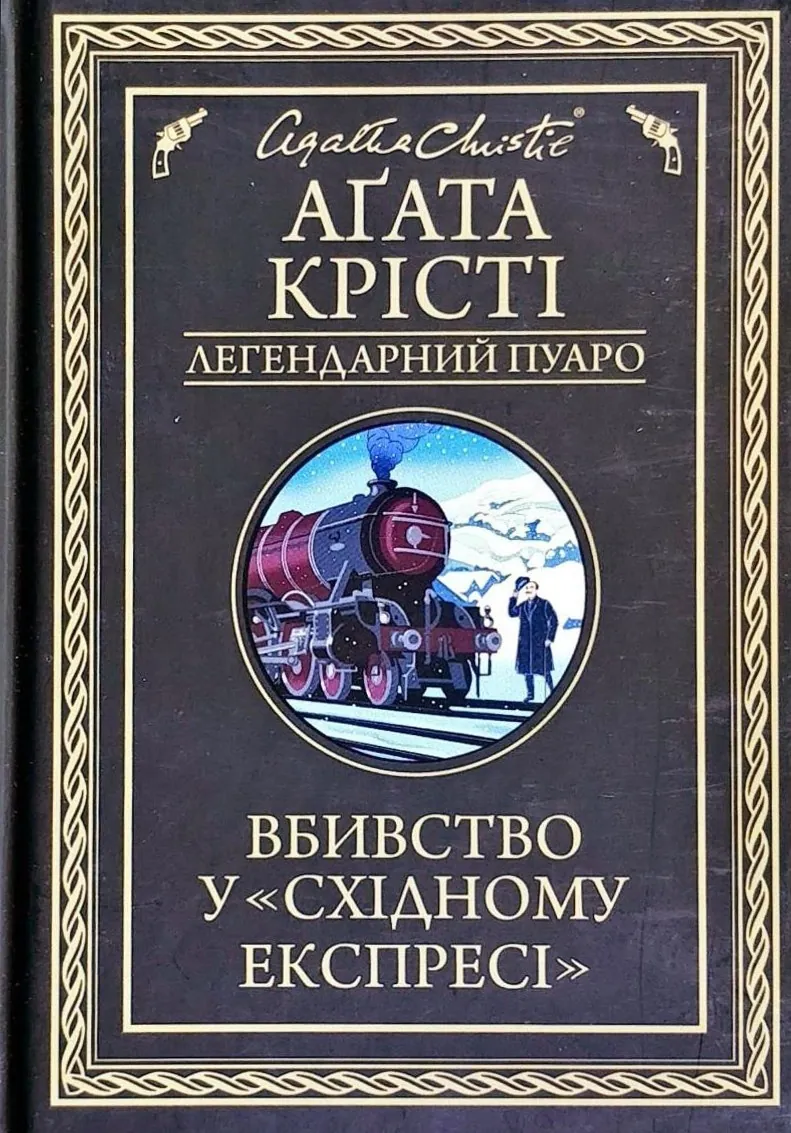 Agatha Christie®
АҐАТА
КРІСТІ
ЛЕГЕНДАРНИЙ ПУАРО
ВБИВСТВО
У «СХІДНОМУ
ЕКСПРЕСІ»